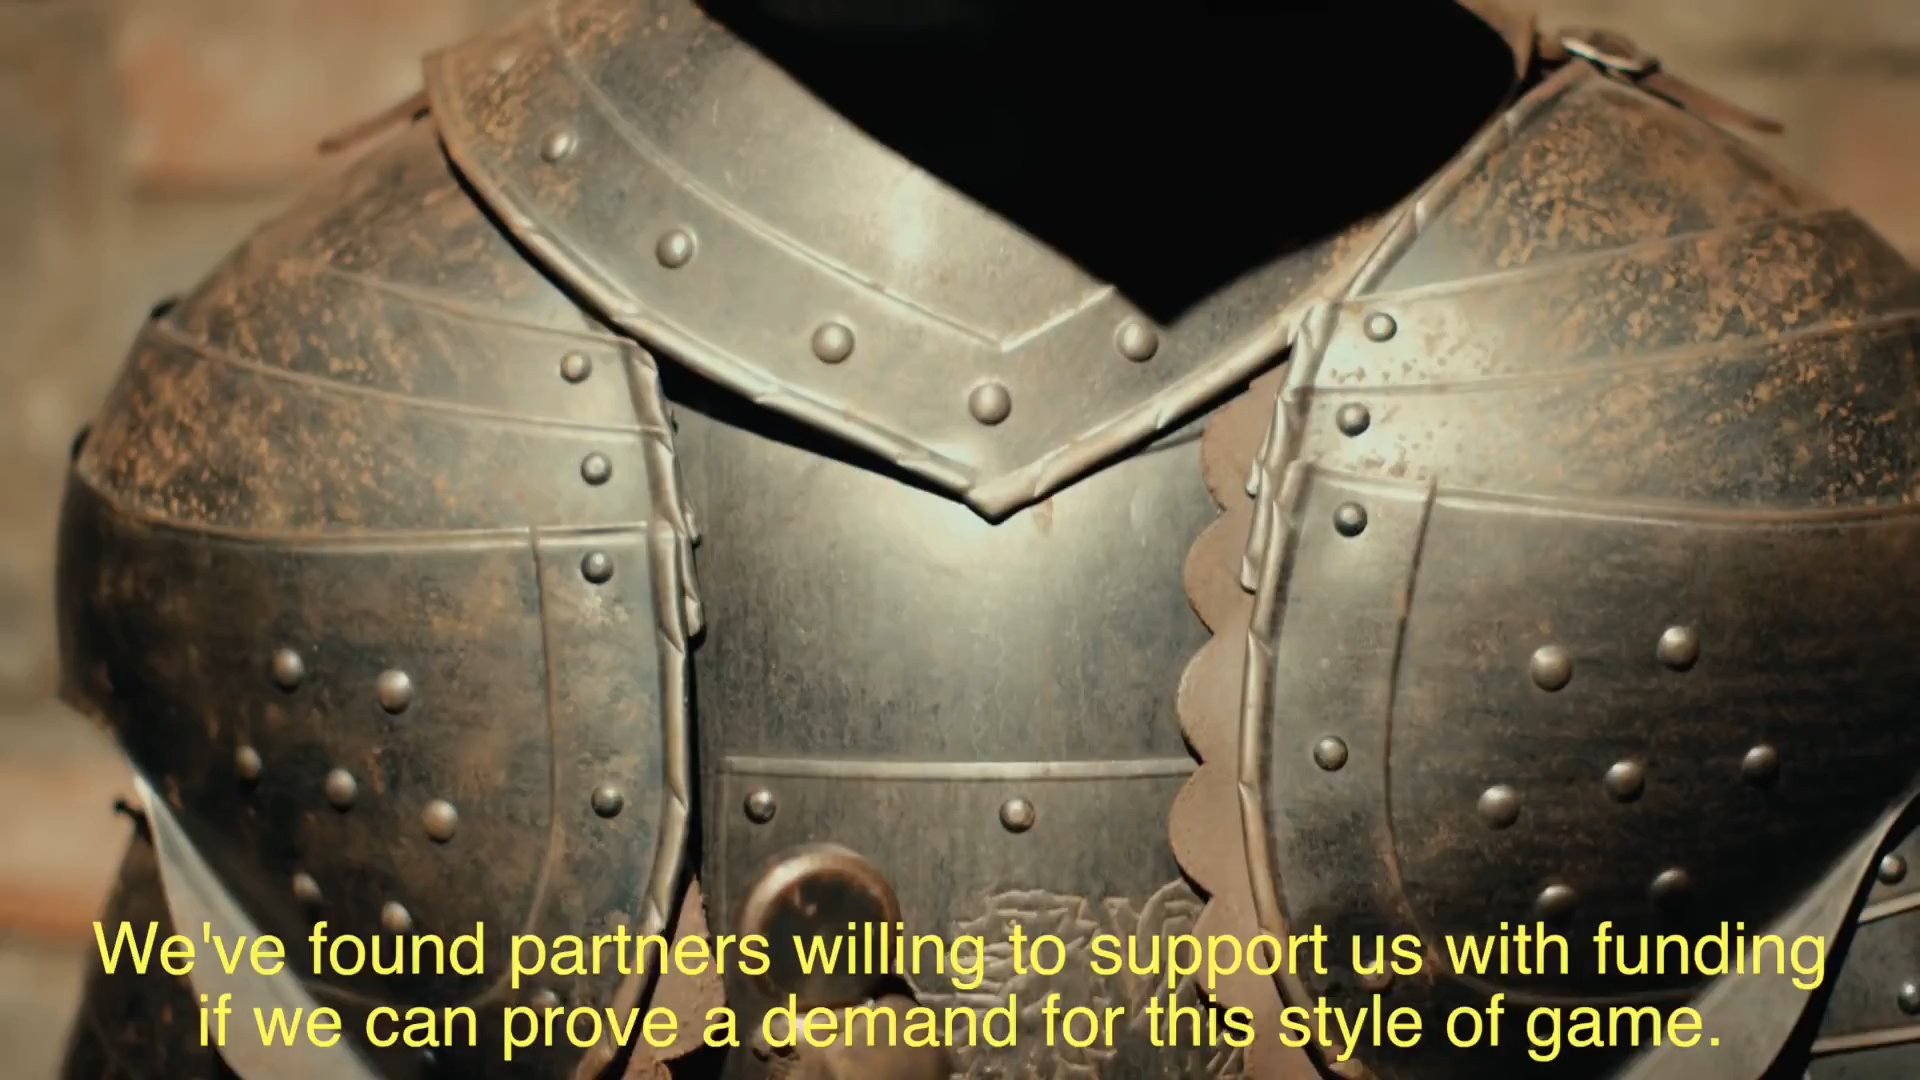 We've found partners willing to support us with funding
if we can prove a demand for this style of game.